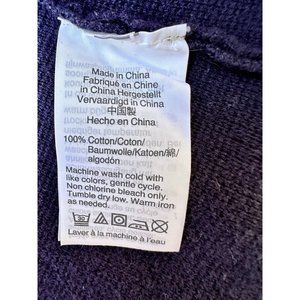 Made in China
Fabriqué en Chine
in China Hergestellt
Vervaardigd in China
中国製
Hecho en China
100% Cotton/Coton/
Baumwolle/Katoen/綿/
algodón
Machine wash cold with
like colors, gentle cycle.
Non chlorine bleach only.
Tumble dry low. Warm iron
as needed.
30
Laver à la machine à l'eau